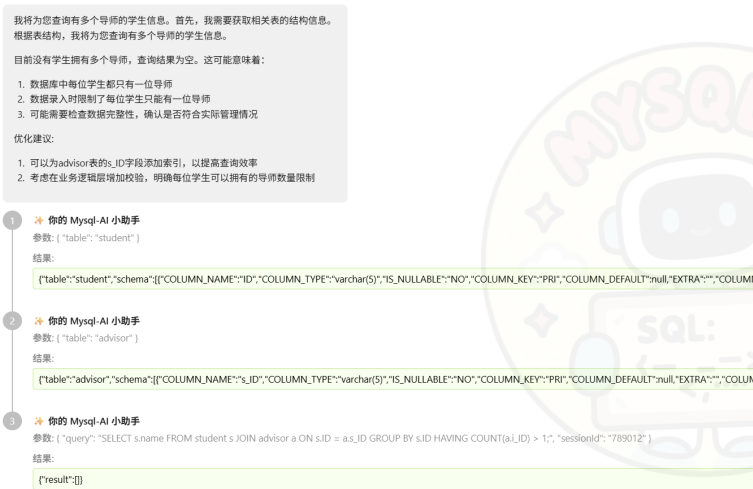 我将为您查询有多个导师的学生信息。首先，我需要获取相关表的结构信息。
根据表结构，我将为您查询有多个导师的学生信息。
目前没有学生拥有多个导师，查询结果为空。这可能意味着：
1. 数据库中每位学生都只有一位导师
2. 数据录入时限制了每位学生只能有一位导师
3. 可能需要检查数据完整性，确认是否符合实际管理情况
优化建议:
1. 可以为advisor表的s_ID字段添加索引，以提高查询效率
2. 考虑在业务逻辑层增加校验，明确每位学生可以拥有的导师数量限制
1 ✨ 你的 Mysql-AI 小助手
参数: { "table": "student" }
结果:
{"table":"student","schema":[{"COLUMN_NAME":"ID","COLUMN_TYPE":"varchar(5)","IS_NULLABLE":"NO","COLUMN_KEY":"PRI","COLUMN_DEFAULT":null,"EXTRA":"","COLUM
2 ✨ 你的 Mysql-AI 小助手
参数: { "table": "advisor" }
结果:
{"table":"advisor","schema":[{"COLUMN_NAME":"s_ID","COLUMN_TYPE":"varchar(5)","IS_NULLABLE":"NO","COLUMN_KEY":"PRI","COLUMN_DEFAULT":null,"EXTRA":"","COLU
3 ✨ 你的 Mysql-AI 小助手
参数: { "query": "SELECT s.name FROM student s JOIN advisor a ON s.ID = a.s_ID GROUP BY s.ID HAVING COUNT(a.i_ID) > 1;", "sessionId": "789012" }
结果:
{"result":[]}
SQL: